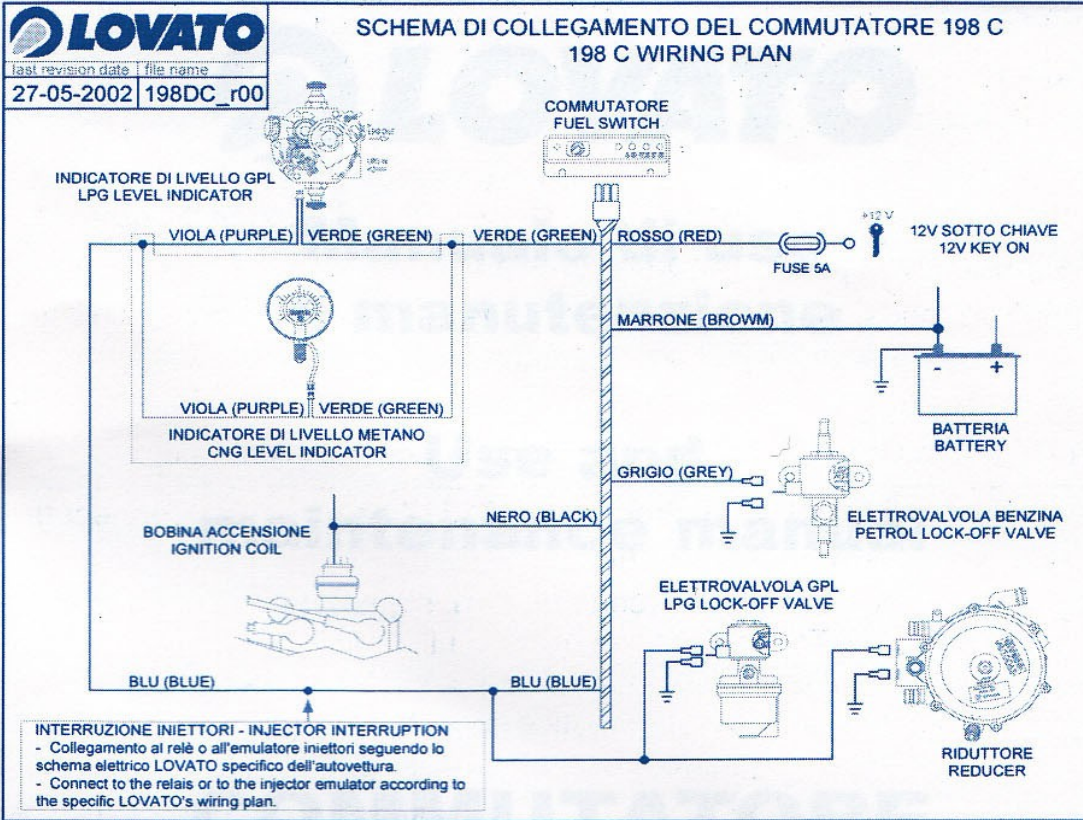 LOVATO
last revision date file name
27-05-2002 198DC_r00
SCHEMA DI COLLEGAMENTO DEL COMMUTATORE 198 C
198 C WIRING PLAN
COMMUTATORE
FUEL SWITCH
INDICATORE DI LIVELLO GPL
LPG LEVEL INDICATOR
VIOLA (PURPLE) VERDE (GREEN) VERDE (GREEN) ROSSO (RED)
+12 V
FUSE 5A
12V SOTTO CHIAVE
12V KEY ON
MARRONE (BROWM)
- +
BATTERIA
BATTERY
VIOLA (PURPLE) VERDE (GREEN)
INDICATORE DI LIVELLO METANO
CNG LEVEL INDICATOR
GRIGIO (GREY)
ELETTROVALVOLA BENZINA
PETROL LOCK-OFF VALVE
NERO (BLACK)
BOBINA ACCENSIONE
IGNITION COIL
ELETTROVALVOLA GPL
LPG LOCK-OFF VALVE
BLU (BLUE) BLU (BLUE)
RIDUTTORE
REDUCER
INTERRUZIONE INIETTORI - INJECTOR INTERRUPTION
- Collegamento al relè o all'emulatore iniettori seguendo lo
schema elettrico LOVATO specifico dell'autovettura.
- Connect to the relais or to the injector emulator according to
the specific LOVATO's wiring plan.